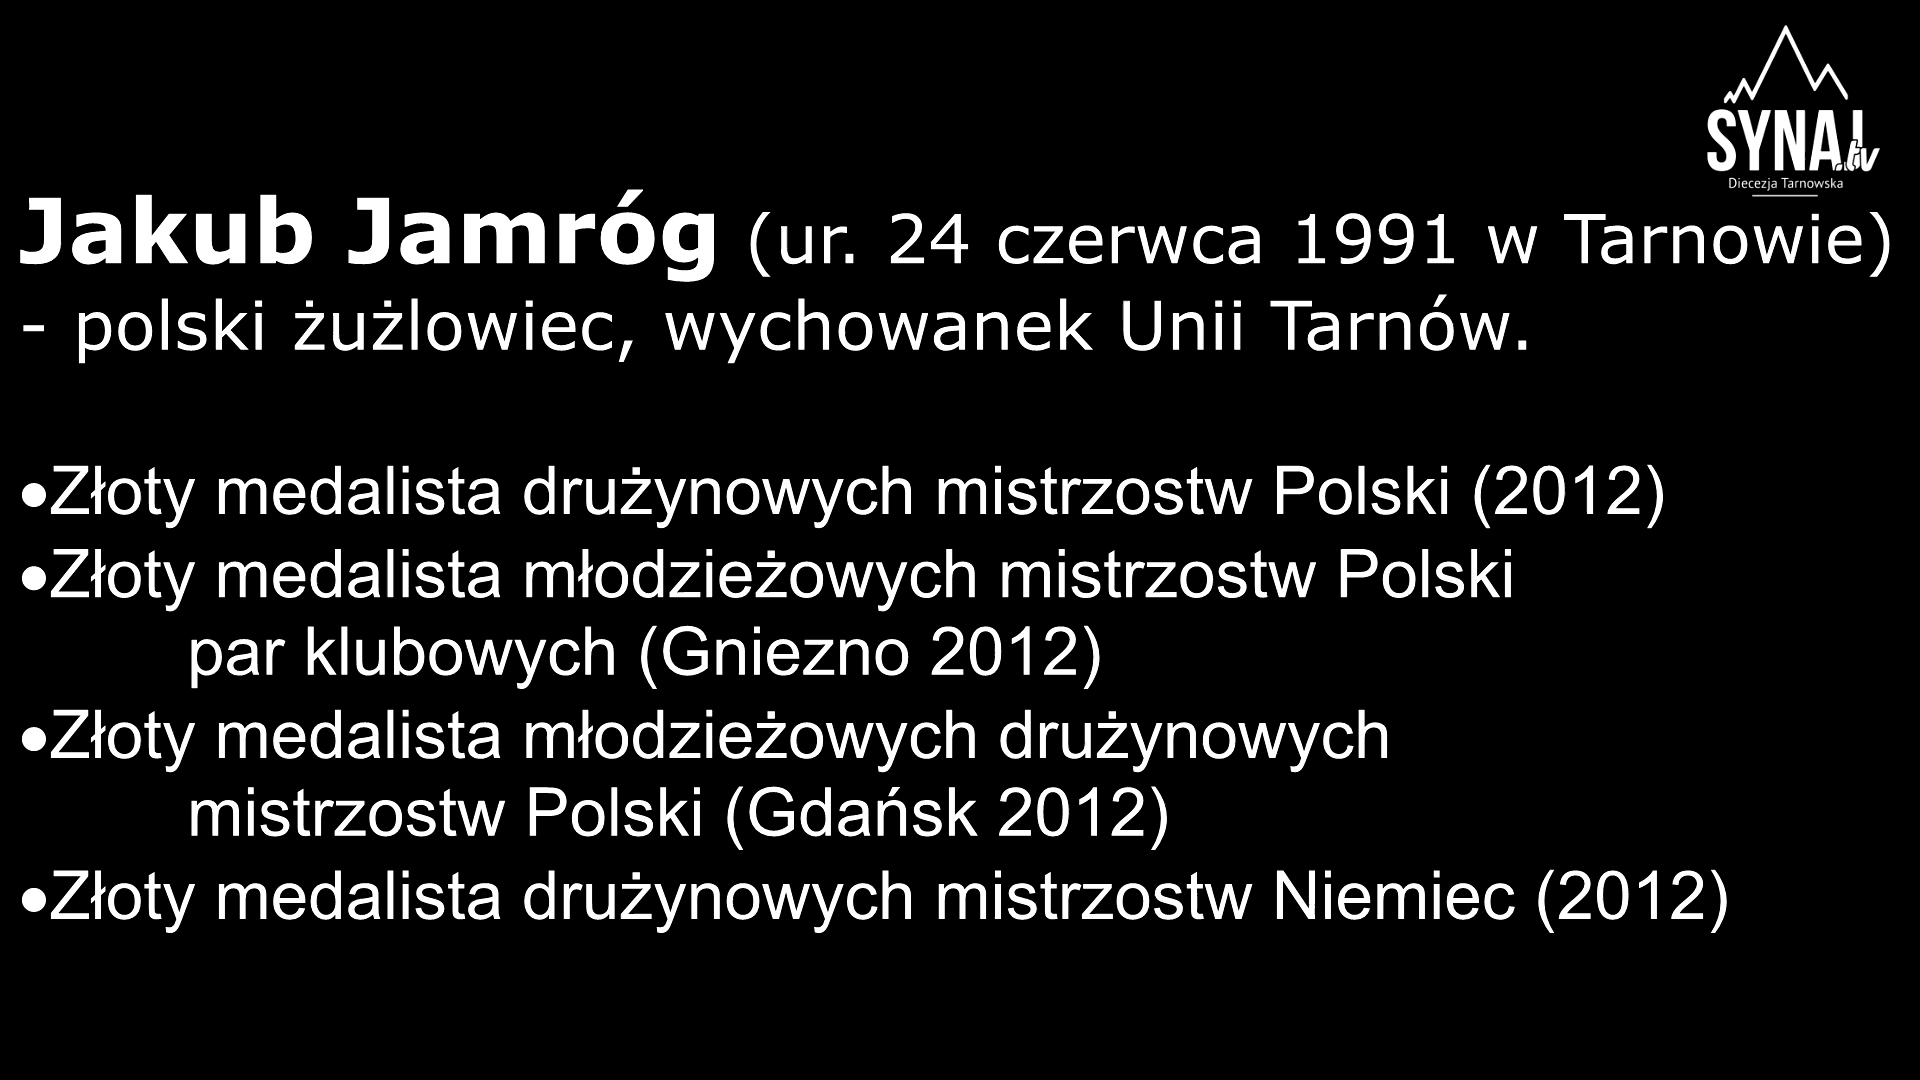 SYNAJ.tv
Diecezja Tarnowska
Jakub Jamróg (ur. 24 czerwca 1991 w Tarnowie)
- polski żużlowiec, wychowanek Unii Tarnów.
•Złoty medalista drużynowych mistrzostw Polski (2012)
•Złoty medalista młodzieżowych mistrzostw Polski
par klubowych (Gniezno 2012)
•Złoty medalista młodzieżowych drużynowych
mistrzostw Polski (Gdańsk 2012)
•Złoty medalista drużynowych mistrzostw Niemiec (2012)